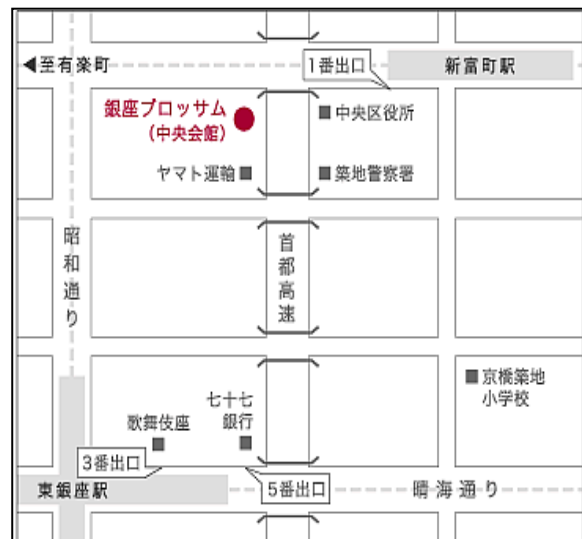 ◀至有楽町
1番出口
新富町駅
銀座ブロッサム
(中央会館)
中央区役所
ヤマト運輸
築地警察署
昭和通り
首都高速
京橋築地
小学校
七十七
銀行
歌舞伎座
3番出口
東銀座駅
5番出口
晴海通り